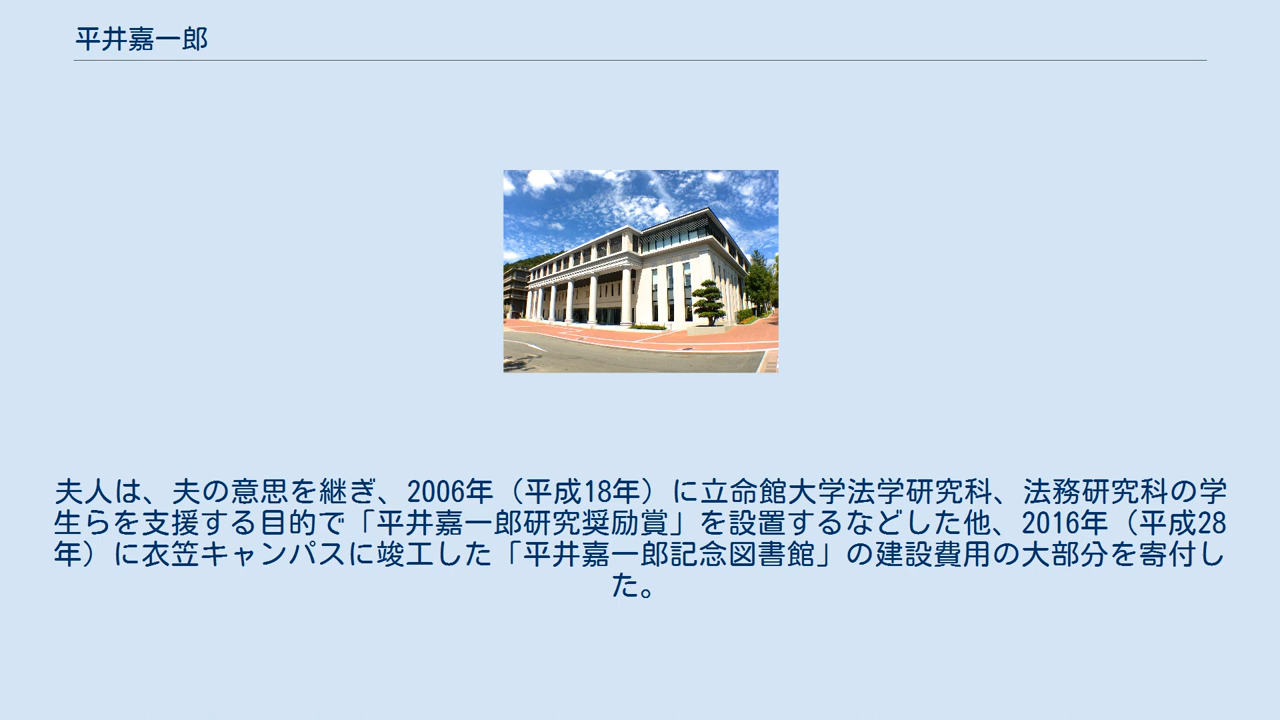 平井嘉一郎
夫人は、夫の意思を継ぎ、2006年（平成18年）に立命館大学法学研究科、法務研究科の学
生らを支援する目的で「平井嘉一郎研究奨励賞」を設置するなどした他、2016年（平成28
年）に衣笠キャンパスに竣工した「平井嘉一郎記念図書館」の建設費用の大部分を寄付し
た。